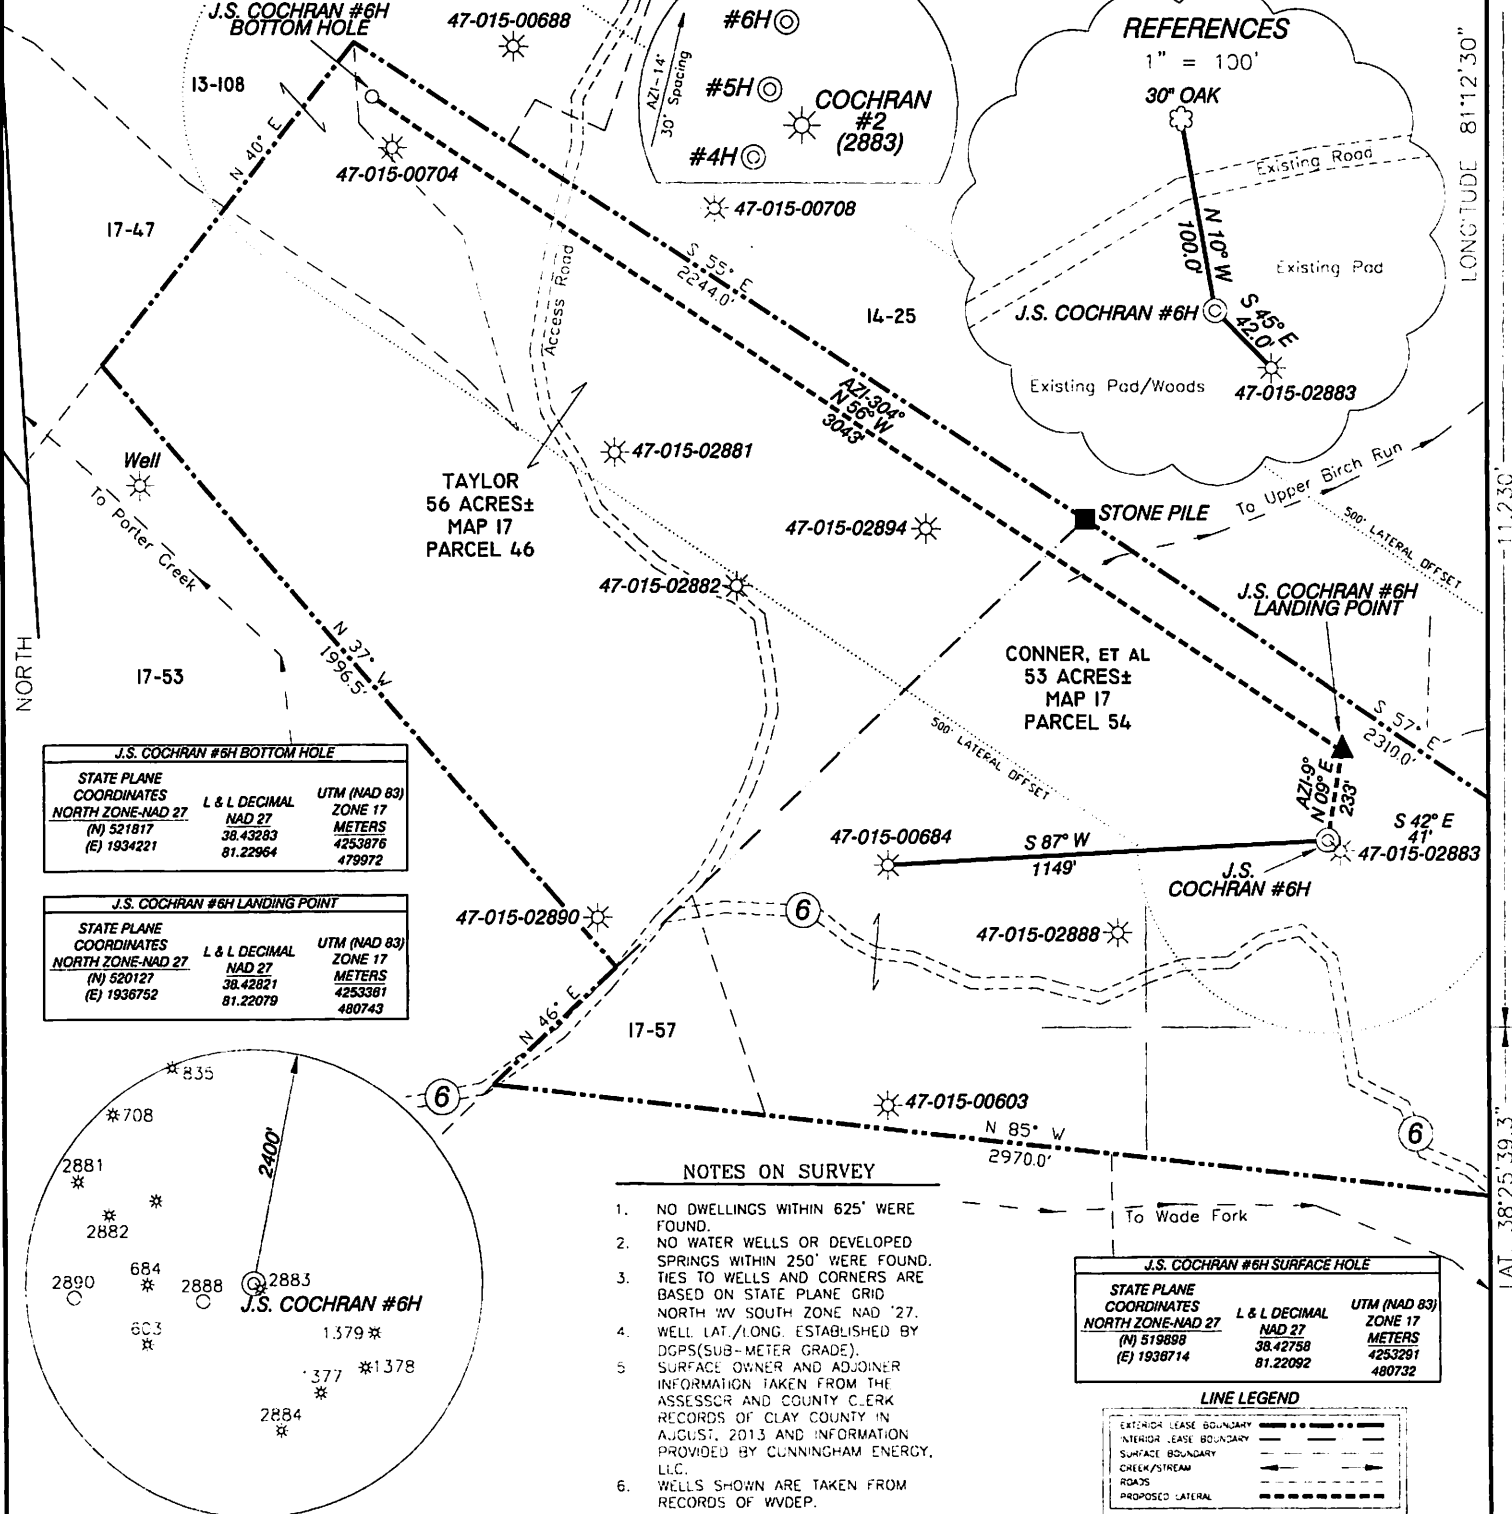 J.S. COCHRAN #6H
BOTTOM HOLE
47-015-00688
13-108
N 40° E
47-015-00704
17-47
#6H
#5H
#4H
AZI-14°
30' Spacing
COCHRAN
#2
(2883)
47-015-00708
REFERENCES
1" = 100'
30" OAK
Existing Road
N 10° W
100.0'
Existing Pad
J.S. COCHRAN #6H
S 45° E
42.0'
Existing Pad/Woods
47-015-02883
LONGITUDE 81°12'30"
11,230'
LAT. 38°25'39.3"
Access Road
S 55° E
2244.0'
14-25
AZI-304°
N 56° W
3043'
Well
To Porter Creek
TAYLOR
56 ACRES±
MAP 17
PARCEL 46
47-015-02881
47-015-02894
47-015-02882
STONE PILE
To Upper Birch Run
500' LATERAL OFFSET
J.S. COCHRAN #6H
LANDING POINT
NORTH
17-53
N 37° W
1996.5'
CONNER, ET AL
53 ACRES±
MAP 17
PARCEL 54
500' LATERAL OFFSET
S 57° E
2310.0'
AZI-9°
N 09° E
233'
S 42° E
41'
47-015-02883
47-015-00684
S 87° W
1149'
J.S.
COCHRAN #6H
J.S. COCHRAN #6H BOTTOM HOLE
STATE PLANE
COORDINATES
NORTH ZONE-NAD 27
(N) 521817
(E) 1934221
L & L DECIMAL
NAD 27
38.43283
81.22964
UTM (NAD 83)
ZONE 17
METERS
4253876
479972
J.S. COCHRAN #6H LANDING POINT
STATE PLANE
COORDINATES
NORTH ZONE-NAD 27
(N) 520127
(E) 1936752
L & L DECIMAL
NAD 27
38.42821
81.22079
UTM (NAD 83)
ZONE 17
METERS
4253361
480743
47-015-02890
6
47-015-02888
N 46° E
17-57
6
47-015-00603
6
N 85° W
2970.0'
To Wade Fork
835
708
2400'
2881
2882
684
2890
2888
2883
J.S. COCHRAN #6H
603
1379
1377
1378
2884
NOTES ON SURVEY
1. NO DWELLINGS WITHIN 625' WERE
FOUND.
2. NO WATER WELLS OR DEVELOPED
SPRINGS WITHIN 250' WERE FOUND.
3. TIES TO WELLS AND CORNERS ARE
BASED ON STATE PLANE GRID
NORTH WV SOUTH ZONE NAD '27.
4. WELL LAT./LONG. ESTABLISHED BY
DGPS(SUB-METER GRADE).
5 SURFACE OWNER AND ADJOINER
INFORMATION TAKEN FROM THE
ASSESSOR AND COUNTY CLERK
RECORDS OF CLAY COUNTY IN
AUGUST, 2013 AND INFORMATION
PROVIDED BY CUNNINGHAM ENERGY,
LLC.
6. WELLS SHOWN ARE TAKEN FROM
RECORDS OF WVDEP.
J.S. COCHRAN #6H SURFACE HOLE
STATE PLANE
COORDINATES
NORTH ZONE-NAD 27
(N) 519898
(E) 1936714
L & L DECIMAL
NAD 27
38.42758
81.22092
UTM (NAD 83)
ZONE 17
METERS
4253291
480732
LINE LEGEND
EXTERIOR LEASE BOUNDARY
INTERIOR LEASE BOUNDARY
SURFACE BOUNDARY
CREEK/STREAM
ROADS
PROPOSED LATERAL